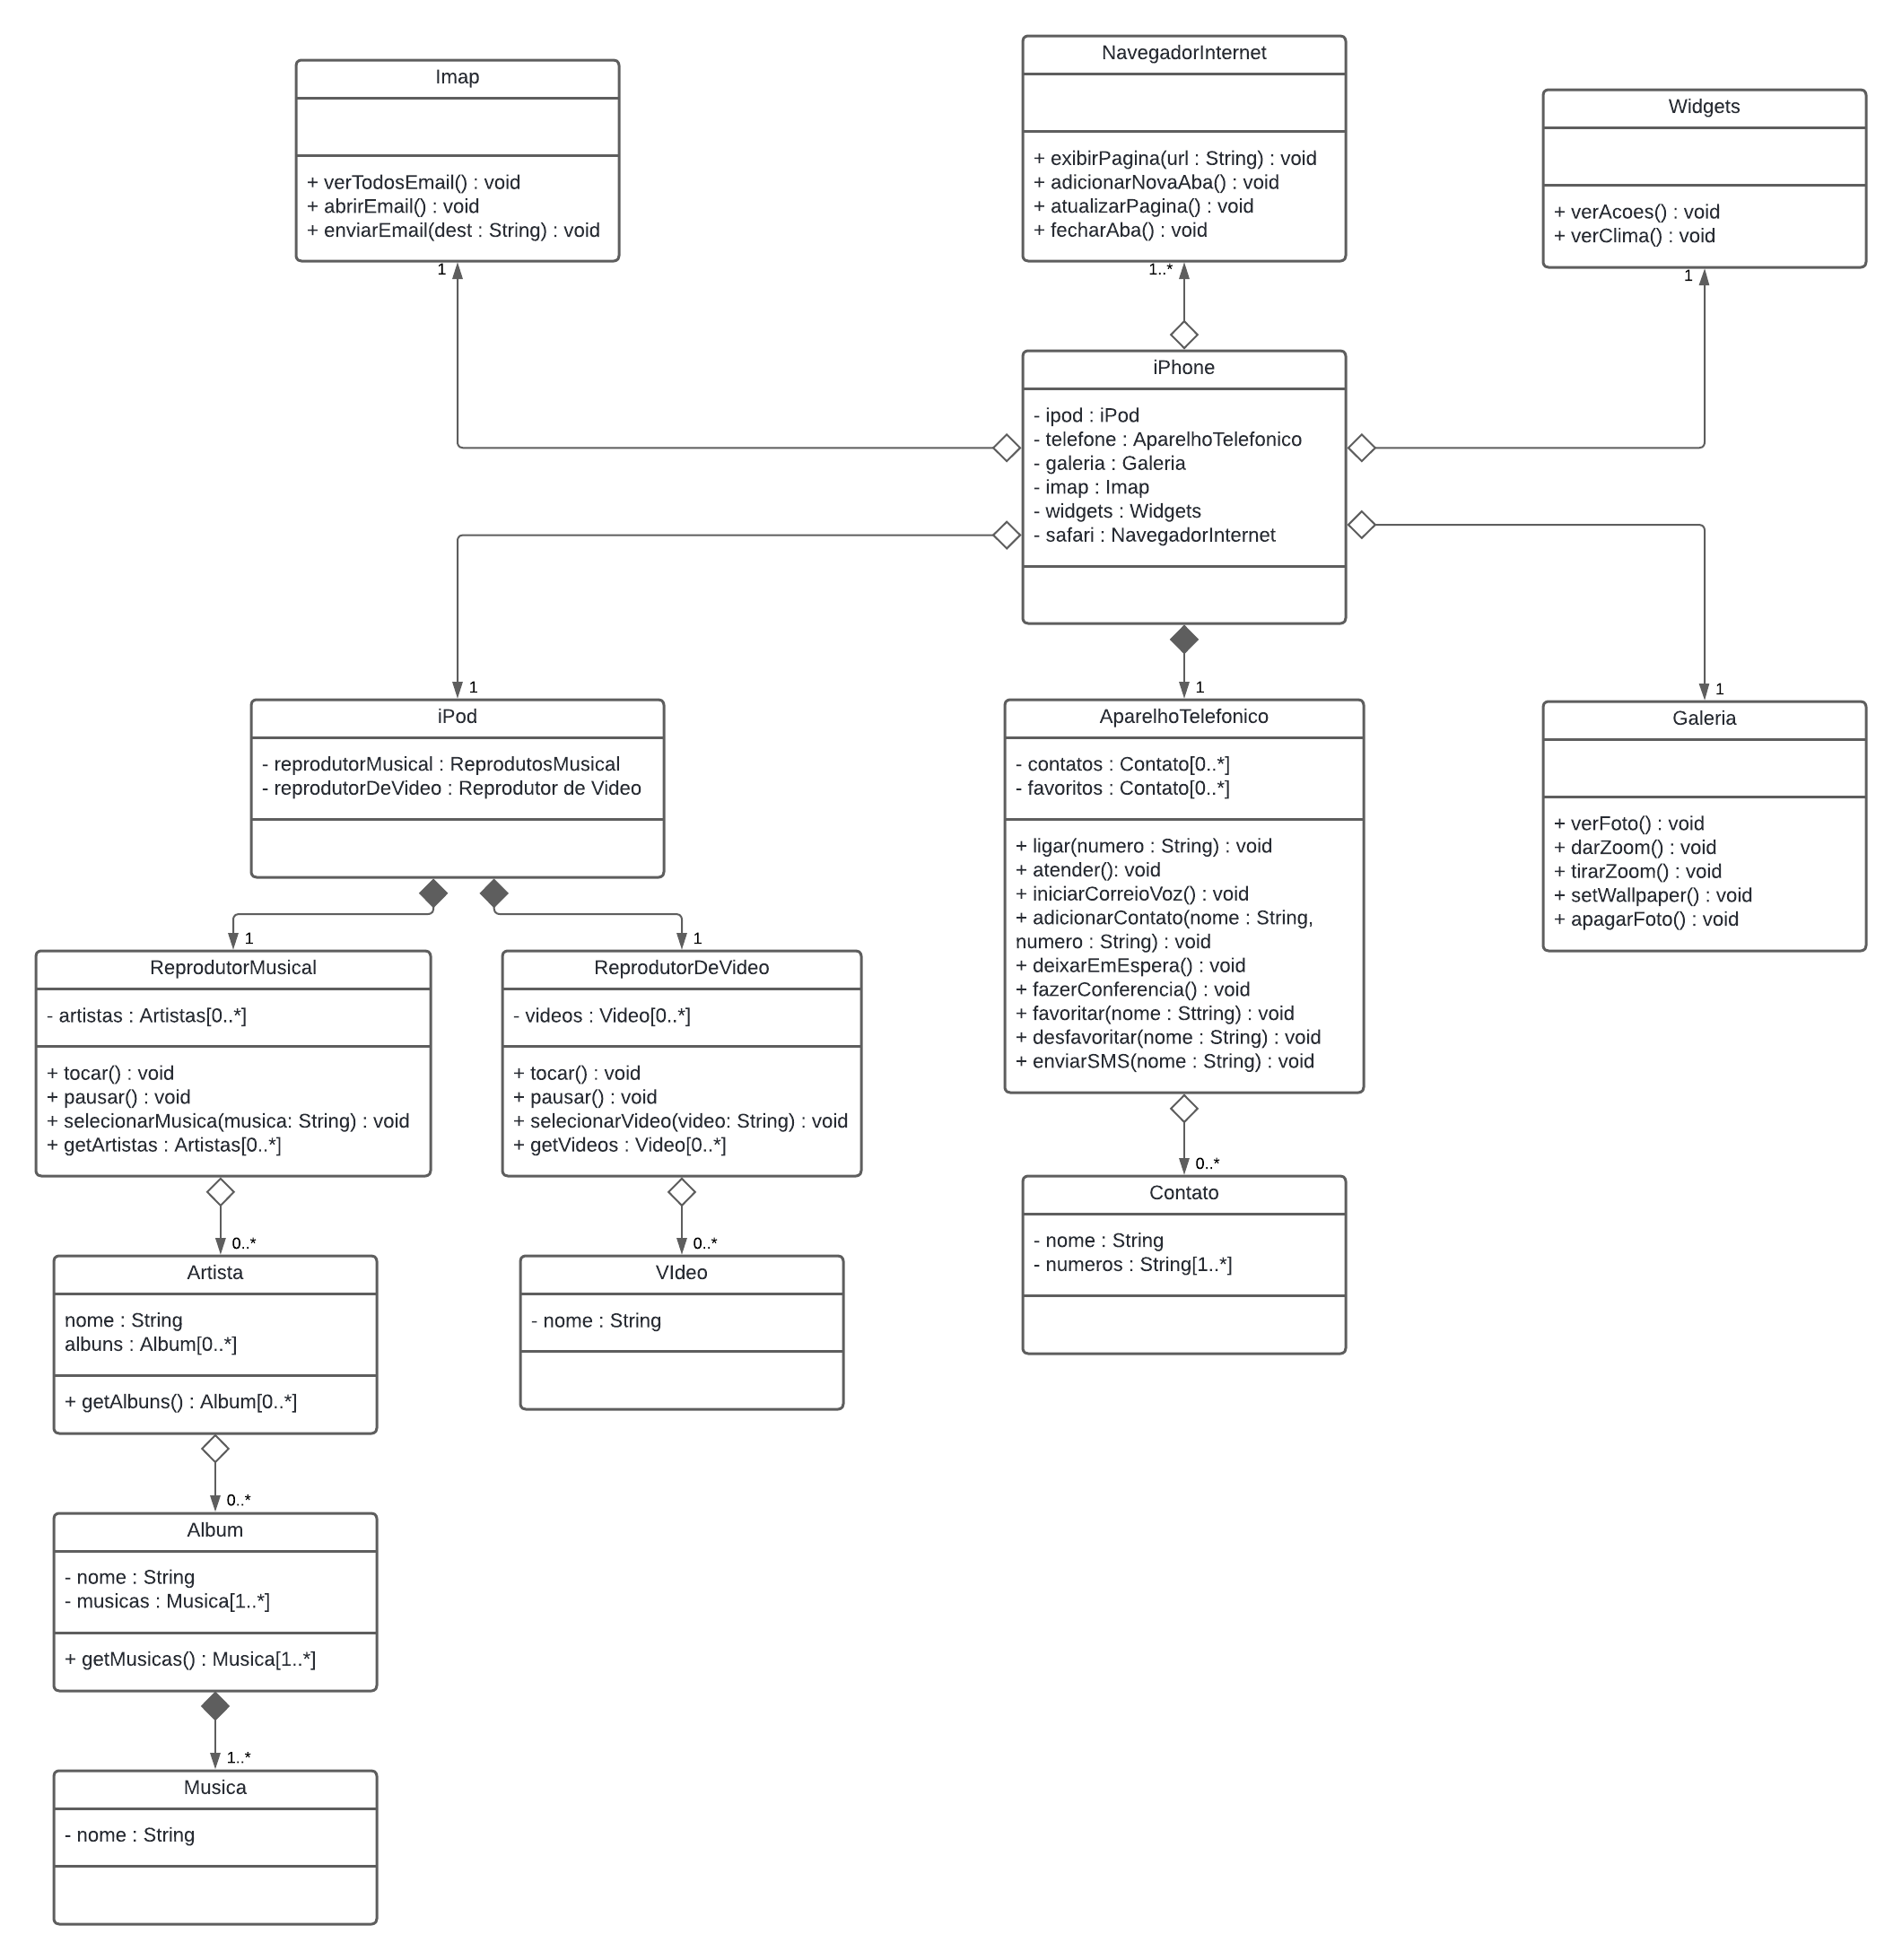 Imap
+ verTodosEmail() : void
+ abrirEmail() : void
+ enviarEmail(dest : String) : void
1
NavegadorInternet
+ exibirPagina(url : String) : void
+ adicionarNovaAba() : void
+ atualizarPagina() : void
+ fecharAba() : void
1..*
Widgets
+ verAcoes() : void
+ verClima() : void
1
iPhone
- ipod : iPod
- telefone : AparelhoTelefonico
- galeria : Galeria
- imap : Imap
- widgets : Widgets
- safari : NavegadorInternet
1
iPod
- reprodutorMusical : ReprodutosMusical
- reprodutorDeVideo : Reprodutor de Video
1
AparelhoTelefonico
- contatos : Contato[0..*]
- favoritos : Contato[0..*]
+ ligar(numero : String) : void
+ atender(): void
+ iniciarCorreioVoz() : void
+ adicionarContato(nome : String,
numero : String) : void
+ deixarEmEspera() : void
+ fazerConferencia() : void
+ favoritar(nome : Sttring) : void
+ desfavoritar(nome : String) : void
+ enviarSMS(nome : String) : void
1
Galeria
+ verFoto() : void
+ darZoom() : void
+ tirarZoom() : void
+ setWallpaper() : void
+ apagarFoto() : void
1
ReprodutorMusical
- artistas : Artistas[0..*]
+ tocar() : void
+ pausar() : void
+ selecionarMusica(musica: String) : void
+ getArtistas : Artistas[0..*]
1
ReprodutorDeVideo
- videos : Video[0..*]
+ tocar() : void
+ pausar() : void
+ selecionarVideo(video: String) : void
+ getVideos : Video[0..*]
0..*
Artista
nome : String
albuns : Album[0..*]
+ getAlbuns() : Album[0..*]
0..*
VIdeo
- nome : String
0..*
Contato
- nome : String
- numeros : String[1..*]
0..*
Album
- nome : String
- musicas : Musica[1..*]
+ getMusicas() : Musica[1..*]
1..*
Musica
- nome : String